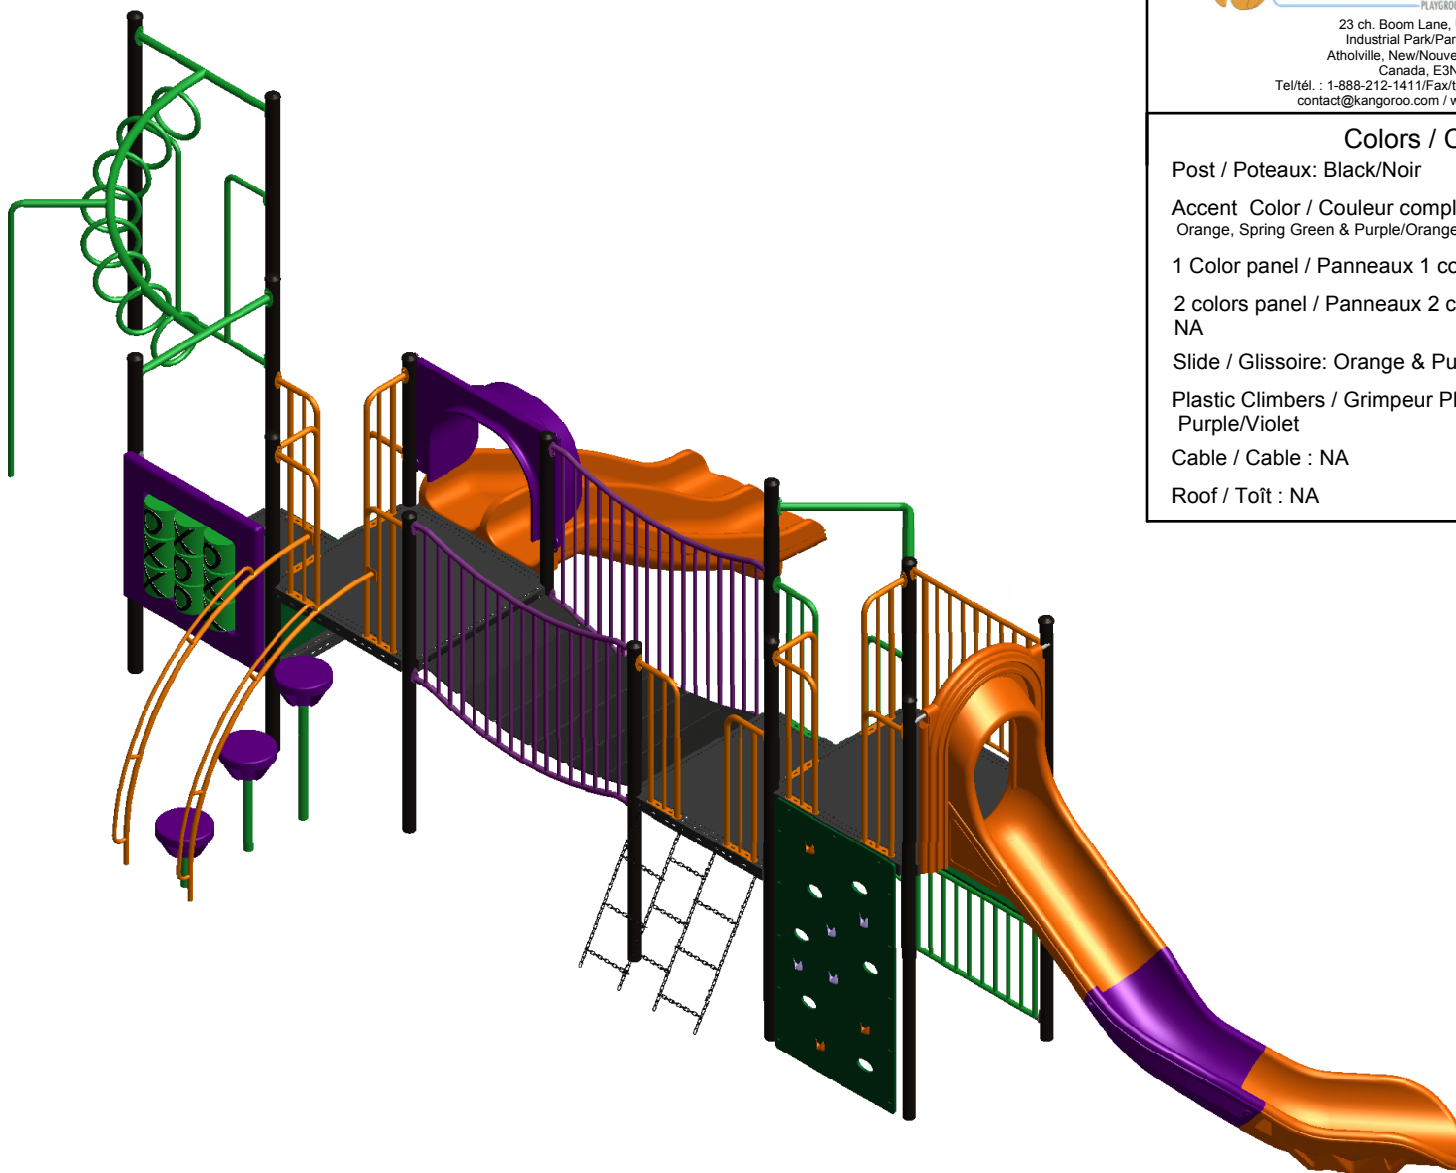 PLAYGROU
23 ch. Boom Lane,
Industrial Park/Par
Atholville, New/Nouve
Canada, E3N
Tel/tél. : 1-888-212-1411/Fax/t
contact@kangoroo.com / w
Colors / C
Post / Poteaux: Black/Noir
Accent Color / Couleur compl
Orange, Spring Green & Purple/Orange
1 Color panel / Panneaux 1 co
2 colors panel / Panneaux 2 c
NA
Slide / Glissoire: Orange & Pu
Plastic Climbers / Grimpeur Pl
Purple/Violet
Cable / Cable : NA
Roof / Toît : NA